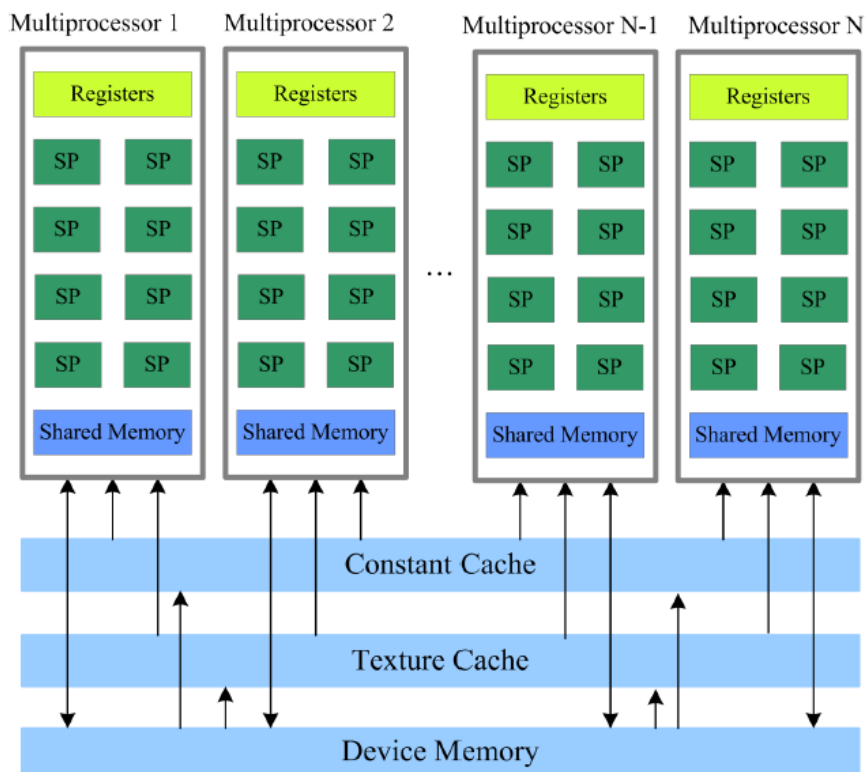 Multiprocessor 1 Multiprocessor 2 Multiprocessor N-1 Multiprocessor N
Registers Registers Registers Registers
SP SP SP SP SP SP SP SP
SP SP SP SP SP SP SP SP
...
SP SP SP SP SP SP SP SP
SP SP SP SP SP SP SP SP
Shared Memory Shared Memory Shared Memory Shared Memory
Constant Cache
Texture Cache
Device Memory